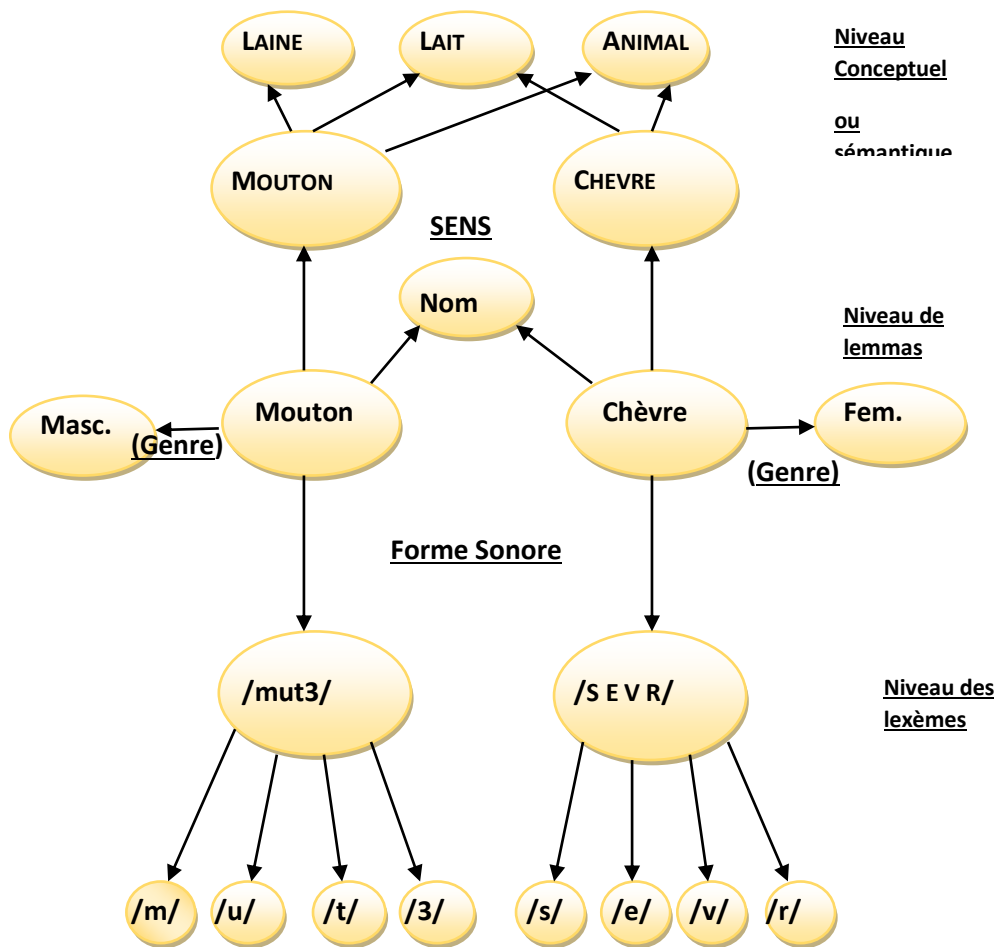 LAINE
LAIT
ANIMAL
Niveau
Conceptuel
ou
sémantique
MOUTON
CHEVRE
SENS
Nom
Niveau de
lemmas
Masc.
(Genre)
Mouton
Chèvre
Fem.
(Genre)
Forme Sonore
/mut3/
/S E V R/
Niveau des
lexèmes
/m/
/u/
/t/
/3/
/s/
/e/
/v/
/r/